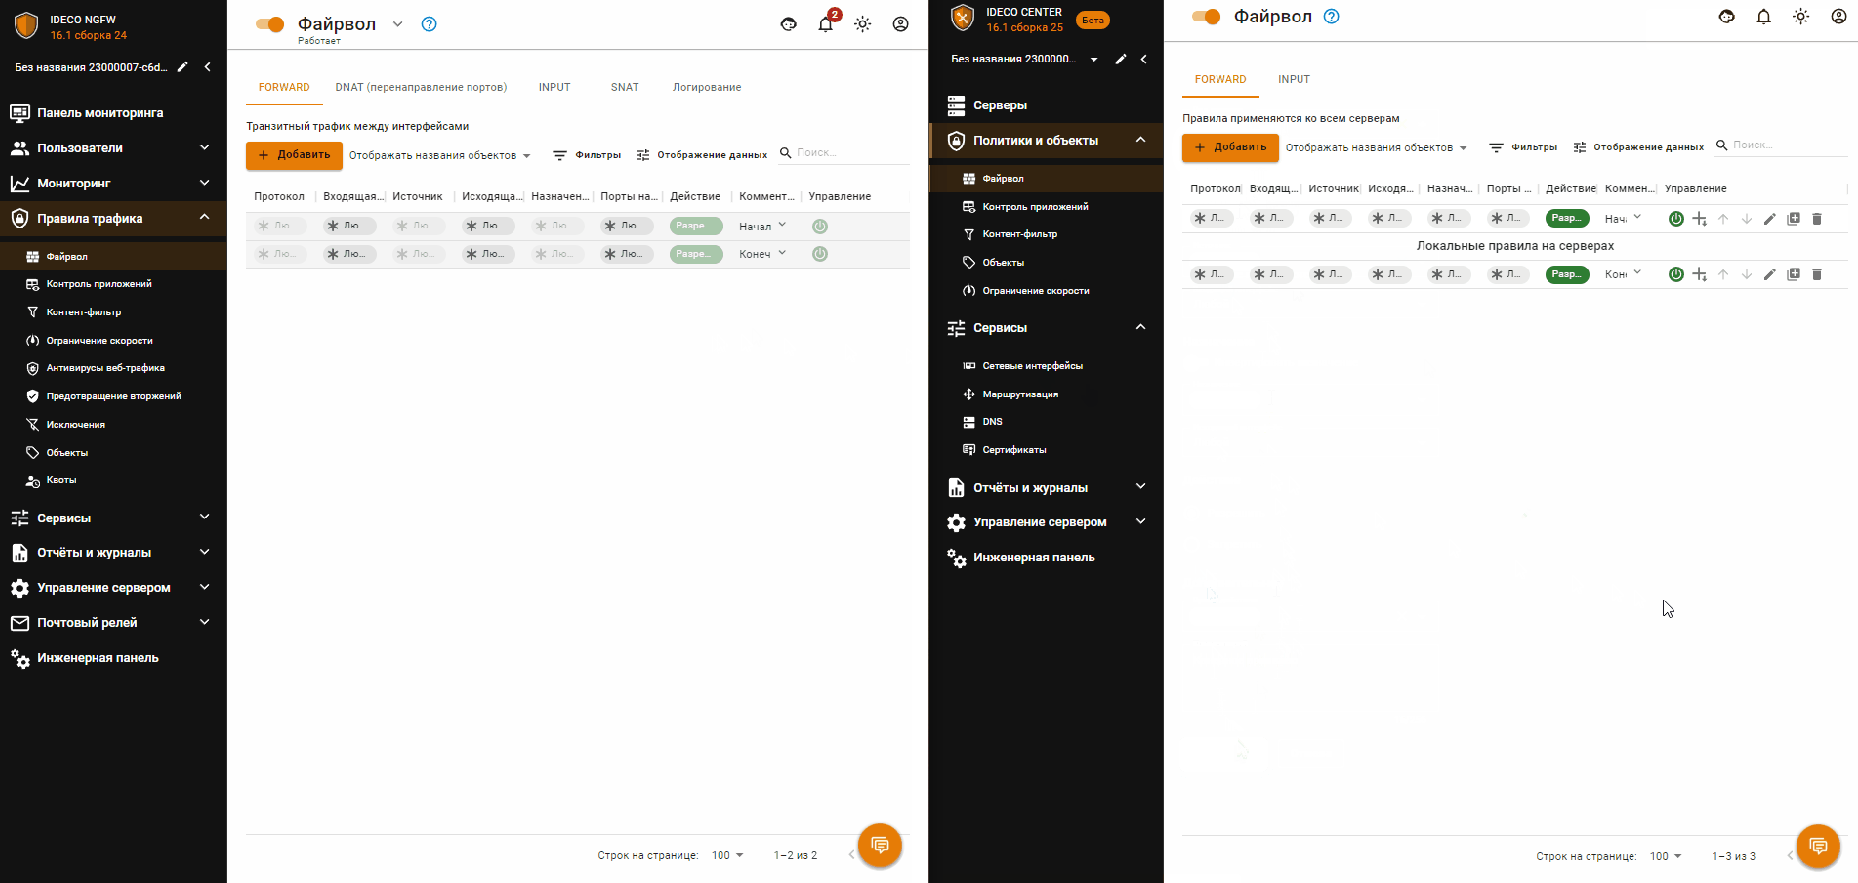 IDECO NGFW
16.1 сборка 24
Без названия 23000007-c6d...
Панель мониторинга
Пользователи
Мониторинг
Правила трафика
Файрвол
Контроль приложений
Контент-фильтр
Ограничение скорости
Антивирусы веб-трафика
Предотвращение вторжений
Исключения
Объекты
Квоты
Сервисы
Отчёты и журналы
Управление сервером
Почтовый релей
Инженерная панель
Файрвол
Работает
2
FORWARD DNAT (перенаправление портов) INPUT SNAT Логирование
Транзитный трафик между интерфейсами
+ Добавить Отображать названия объектов Фильтры Отображение данных Поиск...
Протокол Входящая... Источник Исходяща... Назначен... Порты на... Действие Коммент... Управление
Лю... Лю... Лю... Лю... Лю... Лю... Разре... Начал
Лю... Лю... Лю... Лю... Лю... Лю... Разре... Конеч
Строк на странице: 100 1–2 из 2
IDECO CENTER
16.1 сборка 25
Бета
Без названия 2300000...
Серверы
Политики и объекты
Файрвол
Контроль приложений
Контент-фильтр
Объекты
Ограничение скорости
Сервисы
Сетевые интерфейсы
Маршрутизация
DNS
Сертификаты
Отчёты и журналы
Управление сервером
Инженерная панель
Файрвол
FORWARD INPUT
Правила применяются ко всем серверам
+ Добавить Отображать названия объектов Фильтры Отображение данных Поиск...
Протокол Входящ... Источник Исходя... Назнач... Порты ... Действие Коммен... Управление
Л... Л... Л... Л... Л... Л... Разр... Нача
Локальные правила на серверах
Л... Л... Л... Л... Л... Л... Разр... Коне
Строк на странице: 100 1–3 из 3